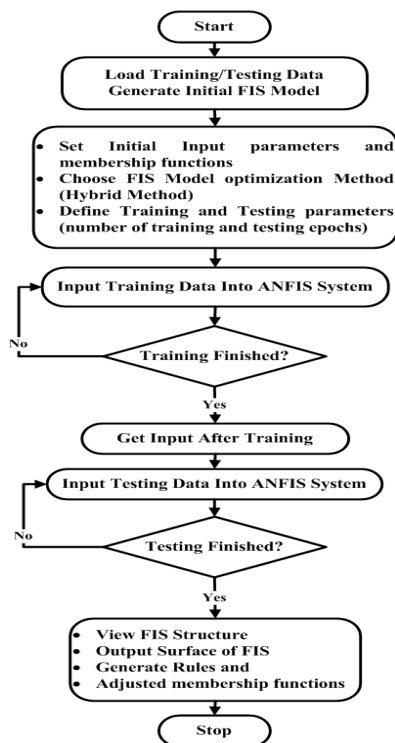 Start
Load Training/Testing Data
Generate Initial FIS Model
• Set Initial Input parameters and
membership functions
• Choose FIS Model optimization Method
(Hybrid Method)
• Define Training and Testing parameters
(number of training and testing epochs)
Input Training Data Into ANFIS System
No
Training Finished?
Yes
Get Input After Training
Input Testing Data Into ANFIS System
No
Testing Finished?
Yes
• View FIS Structure
• Output Surface of FIS
• Generate Rules and
• Adjusted membership functions
Stop